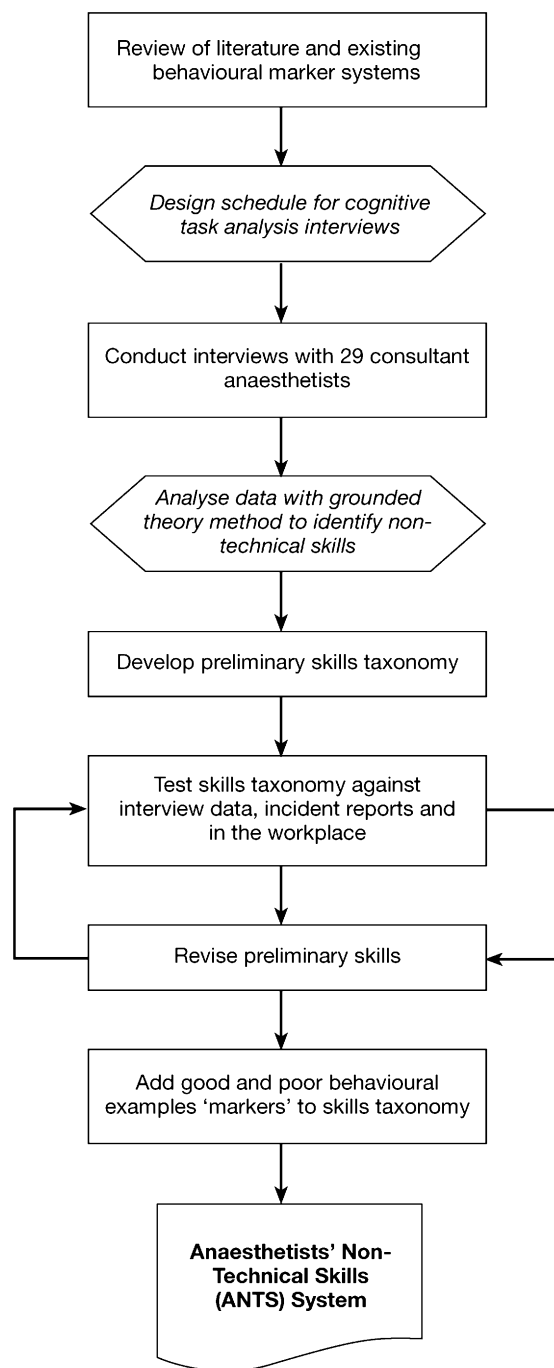 Review of literature and existing
behavioural marker systems
Design schedule for cognitive
task analysis interviews
Conduct interviews with 29 consultant
anaesthetists
Analyse data with grounded
theory method to identify non-
technical skills
Develop preliminary skills taxonomy
Test skills taxonomy against
interview data, incident reports and
in the workplace
Revise preliminary skills
Add good and poor behavioural
examples ‘markers’ to skills taxonomy
Anaesthetists’ Non-
Technical Skills
(ANTS) System